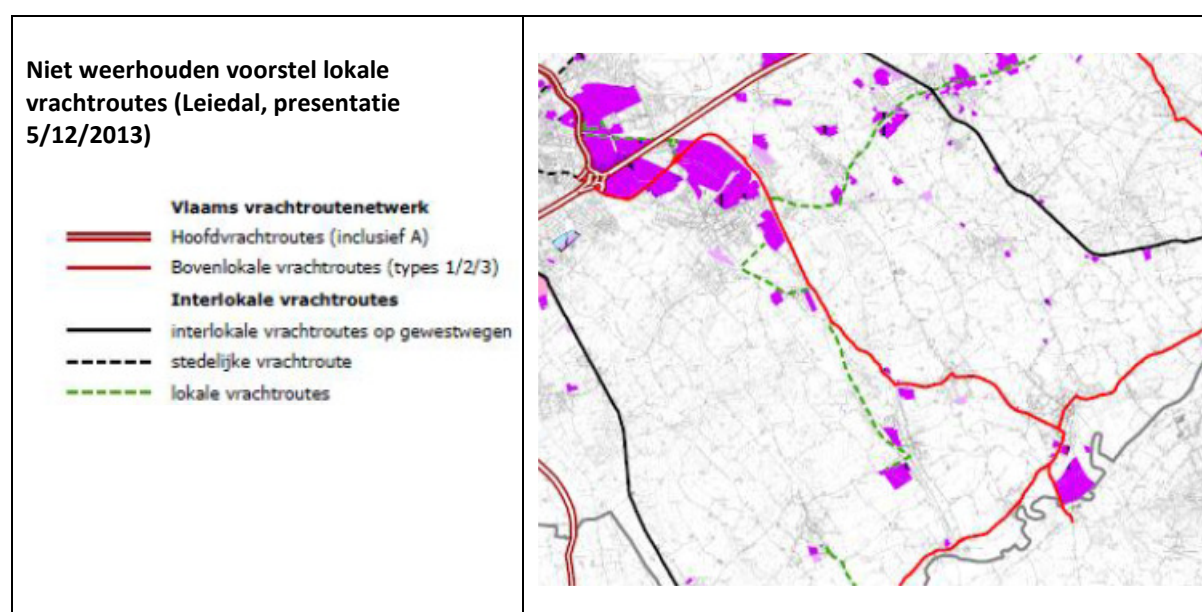 Niet weerhouden voorstel lokale
vrachtroutes (Leiedal, presentatie
5/12/2013)
Vlaams vrachtroutenetwerk
Hoofdvrachtroutes (inclusief A)
Bovenlokale vrachtroutes (types 1/2/3)
Interlokale vrachtroutes
interlokale vrachtroutes op gewestwegen
stedelijke vrachtroute
lokale vrachtroutes